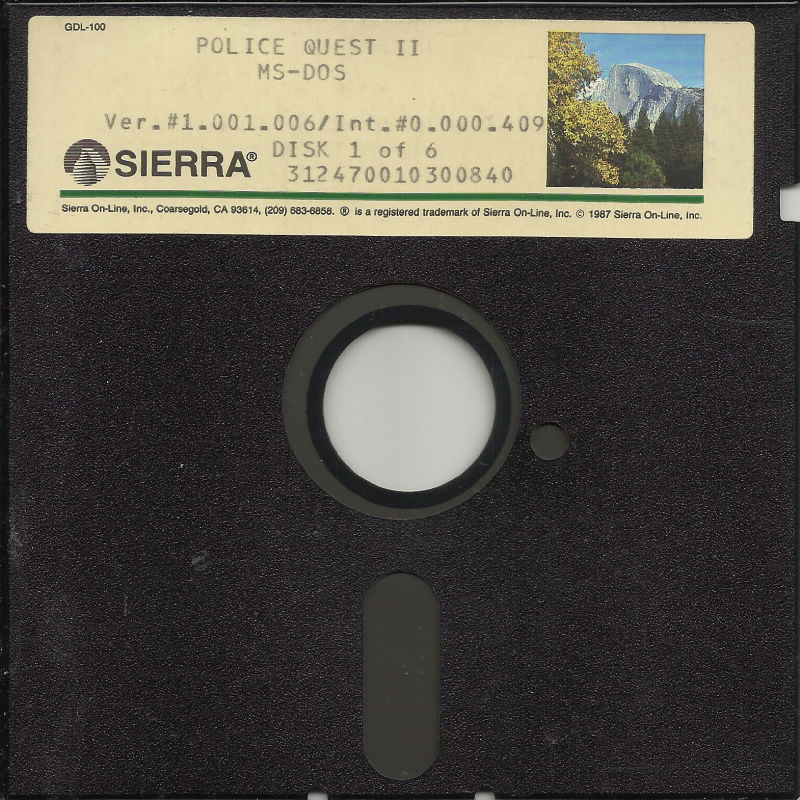 GDL-100
POLICE QUEST II
MS-DOS
Ver.#1.001.006/Int.#0.000.409
SIERRA® DISK 1 of 6
312470010300840
Sierra On-Line, Inc., Coarsegold, CA 93614, (209) 683-6858. ® is a registered trademark of Sierra On-Line, Inc. © 1987 Sierra On-Line, Inc.